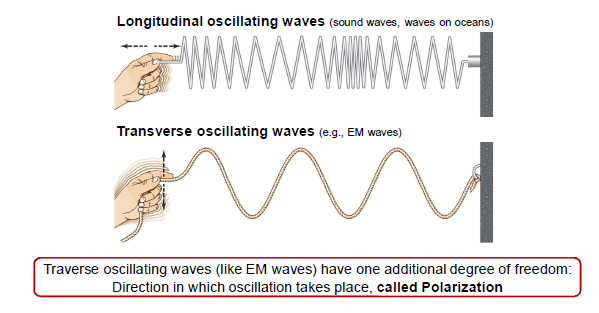 Longitudinal oscillating waves (sound waves, waves on oceans)
Transverse oscillating waves (e.g., EM waves)
Traverse oscillating waves (like EM waves) have one additional degree of freedom:
Direction in which oscillation takes place, called Polarization